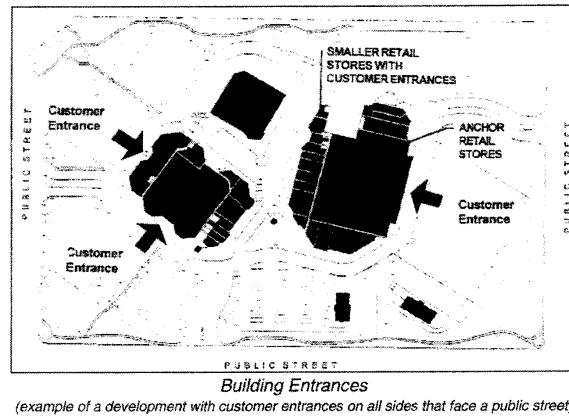 SMALLER RETAIL
STORES WITH
CUSTOMER ENTRANCES
Customer
Entrance
ANCHOR
RETAIL
STORES
PUBLIC STREET
PUBLIC STREET
Customer
Entrance
Customer
Entrance
PUBLIC STREET
Building Entrances
(example of a development with customer entrances on all sides that face a public street